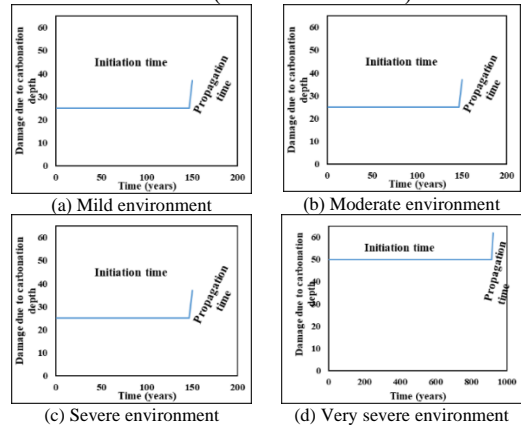 60
50
40
30
20
10
0
Damage due to carbonation
depth
Initiation time
Propagation
time
0 50 100 150 200
Time (years)
(a) Mild environment
60
50
40
30
20
10
0
Damage due to carbonation
depth
Initiation time
Propagation
time
0 50 100 150 200
Time (years)
(b) Moderate environment
60
50
40
30
20
10
0
Damage due to carbonation
depth
Initiation time
Propagation
time
0 50 100 150 200
Time (years)
(c) Severe environment
60
50
40
30
20
10
0
Damage due to carbonation
depth
Initiation time
Propagation
time
0 200 400 600 800 1000
Time (years)
(d) Very severe environment